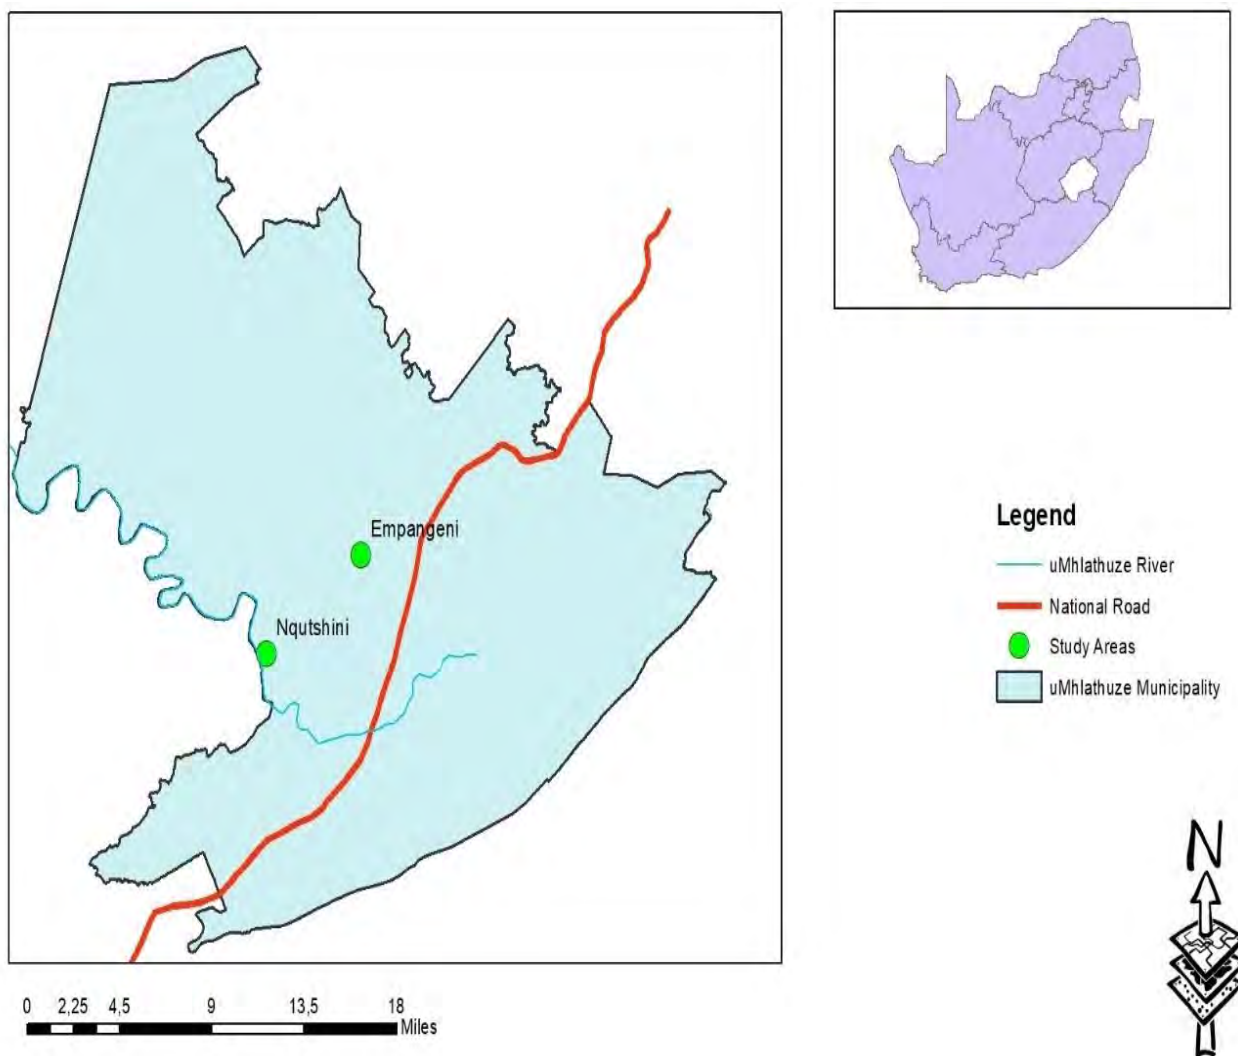 Empangeni
Nqutshini
Legend
uMhlathuze River
National Road
Study Areas
uMhlathuze Municipality
N
0 2,25 4,5 9 13,5 18
Miles